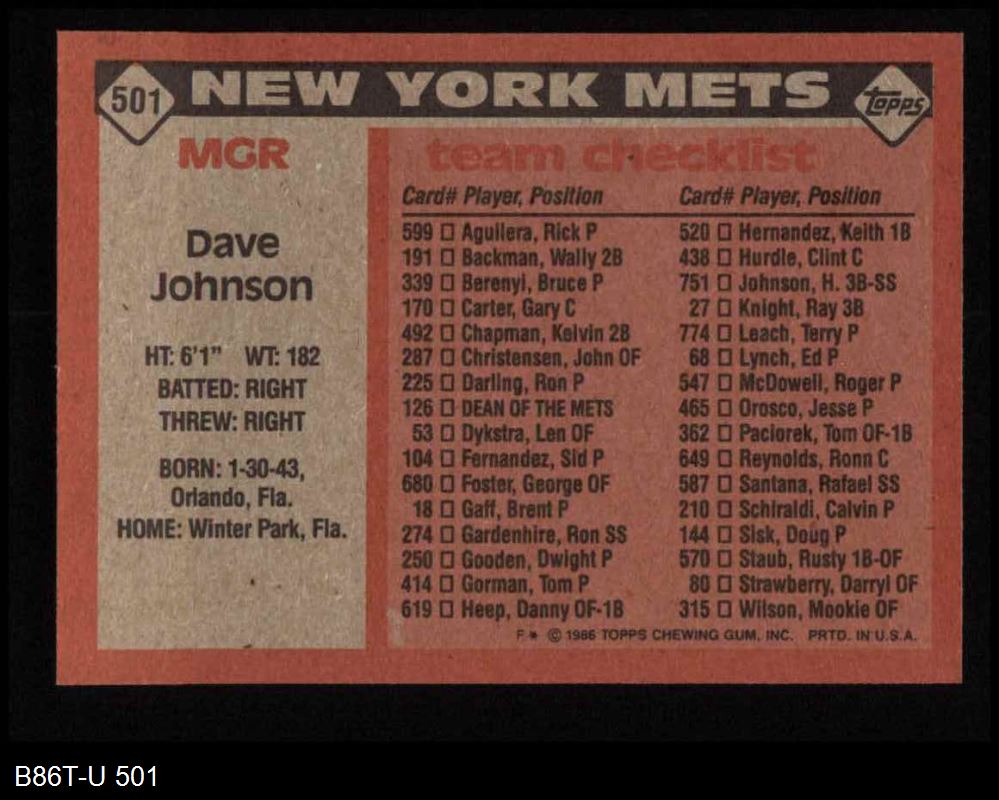 501 NEW YORK METS topps
MGR
Dave
Johnson
HT: 6'1" WT: 182
BATTED: RIGHT
THREW: RIGHT
BORN: 1-30-43,
Orlando, Fla.
HOME: Winter Park, Fla.
team checklist
Card# Player, Position
599 □ Aguilera, Rick P
191 □ Backman, Wally 2B
339 □ Berenyi, Bruce P
170 □ Carter, Gary C
492 □ Chapman, Kelvin 2B
287 □ Christensen, John OF
225 □ Darling, Ron P
126 □ DEAN OF THE METS
53 □ Dykstra, Len OF
104 □ Fernandez, Sid P
680 □ Foster, George OF
18 □ Gaff, Brent P
274 □ Gardenhire, Ron SS
250 □ Gooden, Dwight P
414 □ Gorman, Tom P
619 □ Heep, Danny OF-1B
Card# Player, Position
520 □ Hernandez, Keith 1B
438 □ Hurdle, Clint C
751 □ Johnson, H. 3B-SS
27 □ Knight, Ray 3B
774 □ Leach, Terry P
68 □ Lynch, Ed P
547 □ McDowell, Roger P
465 □ Orosco, Jesse P
362 □ Paciorek, Tom OF-1B
649 □ Reynolds, Ronn C
587 □ Santana, Rafael SS
210 □ Schiraldi, Calvin P
144 □ Sisk, Doug P
570 □ Staub, Rusty 1B-OF
80 □ Strawberry, Darryl OF
315 □ Wilson, Mookie OF
F * © 1986 TOPPS CHEWING GUM, INC. PRTD. IN U.S.A.
B86T-U 501